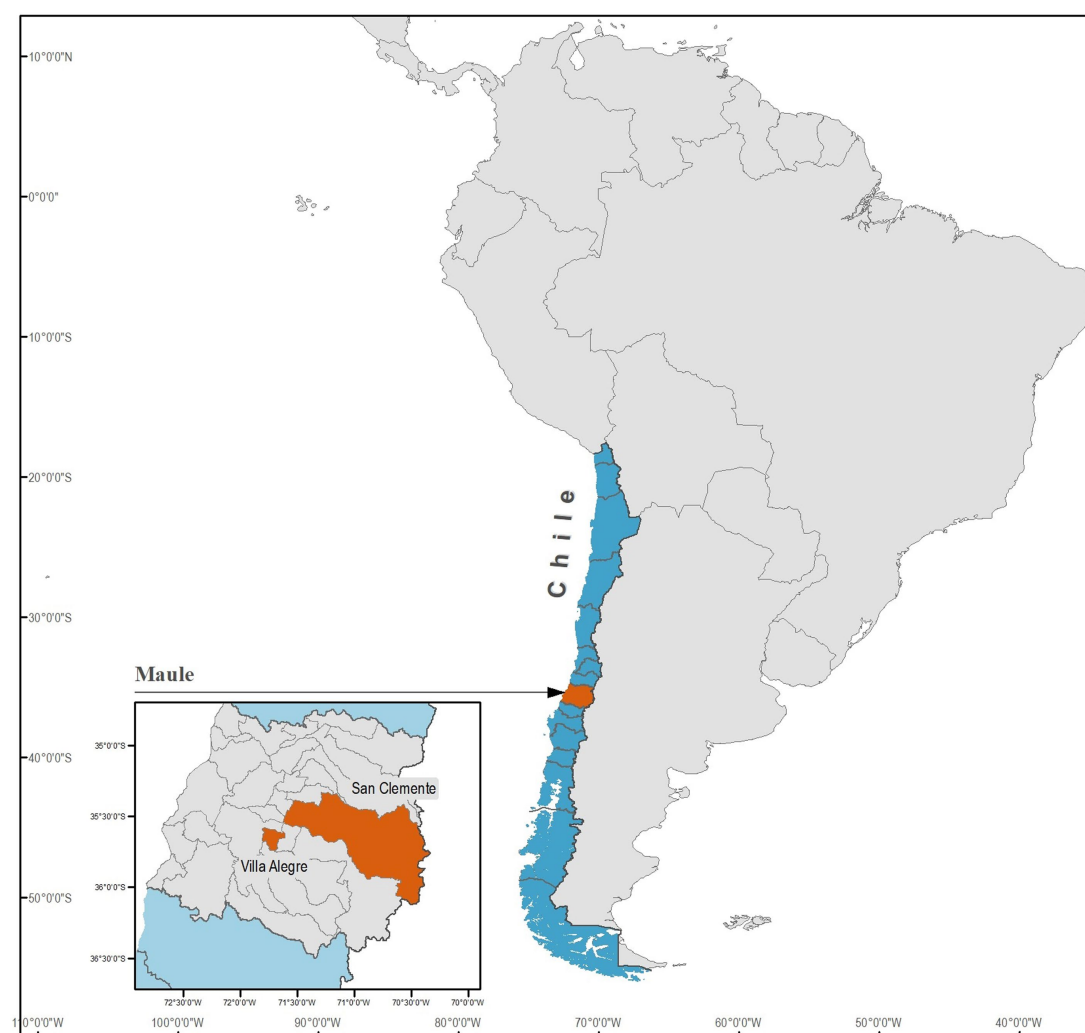 10°0'0"N
0°0'0"
10°0'0"S
20°0'0"S
Chile
30°0'0"S
Maule
40°0'0"S
50°0'0"S
35°0'0"S
35°30'0"S
36°0'0"S
36°30'0"S
San Clemente
Villa Alegre
72°30'0"W 72°0'0"W 71°30'0"W 71°0'0"W 70°30'0"W 70°0'0"W
110°0'0"W 100°0'0"W 90°0'0"W 80°0'0"W 70°0'0"W 60°0'0"W 50°0'0"W 40°0'0"W